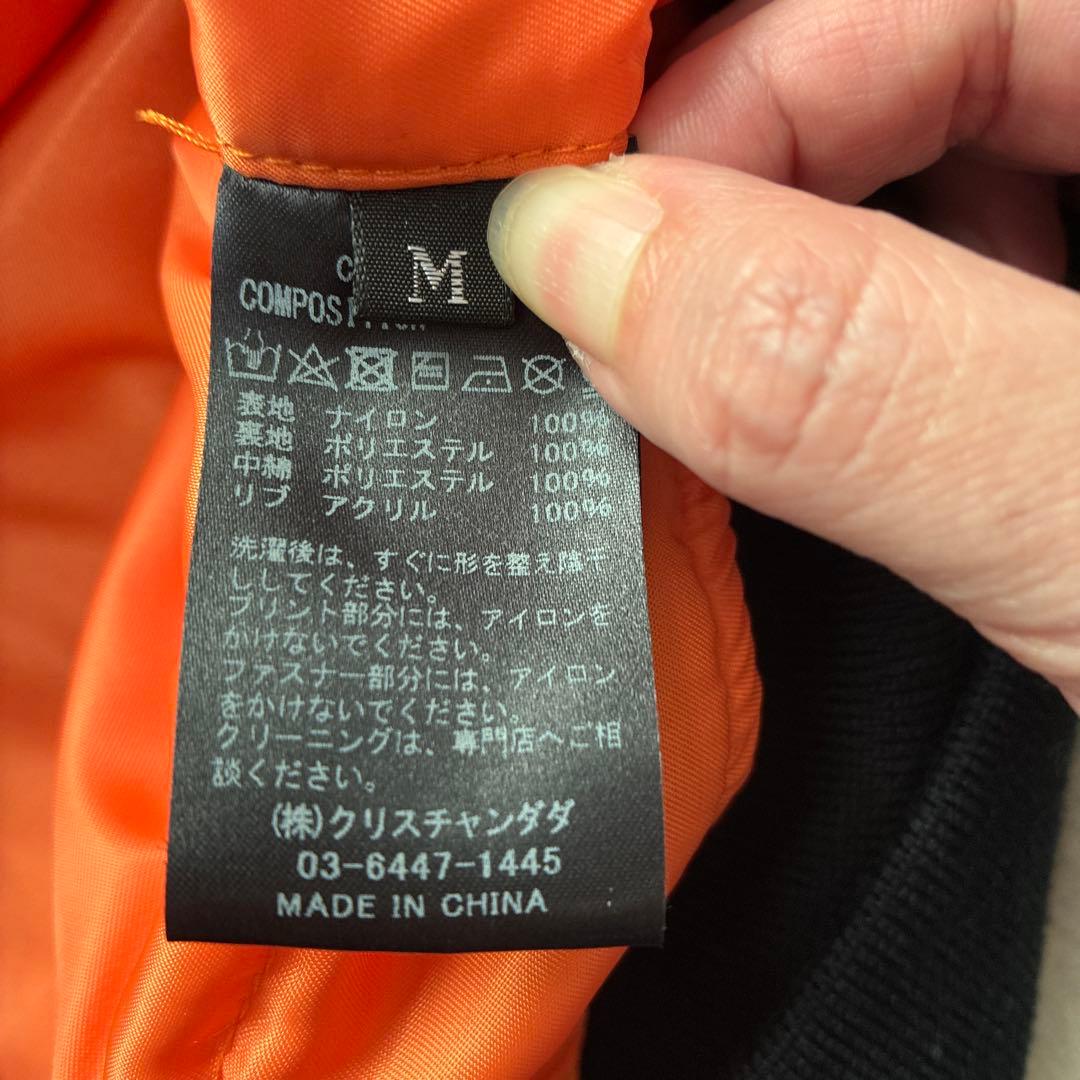 M
COMPOSITION
表地 ナイロン 100%
裏地 ポリエステル 100%
中綿 ポリエステル 100%
リブ アクリル 100%
洗濯後は、すぐに形を整え陰干
ししてください。
プリント部分には、アイロンを
かけないでください。
ファスナー部分には、アイロン
をかけないでください。
クリーニングは、専門店へご相
談ください。
(株)クリスチャンダダ
03-6447-1445
MADE IN CHINA